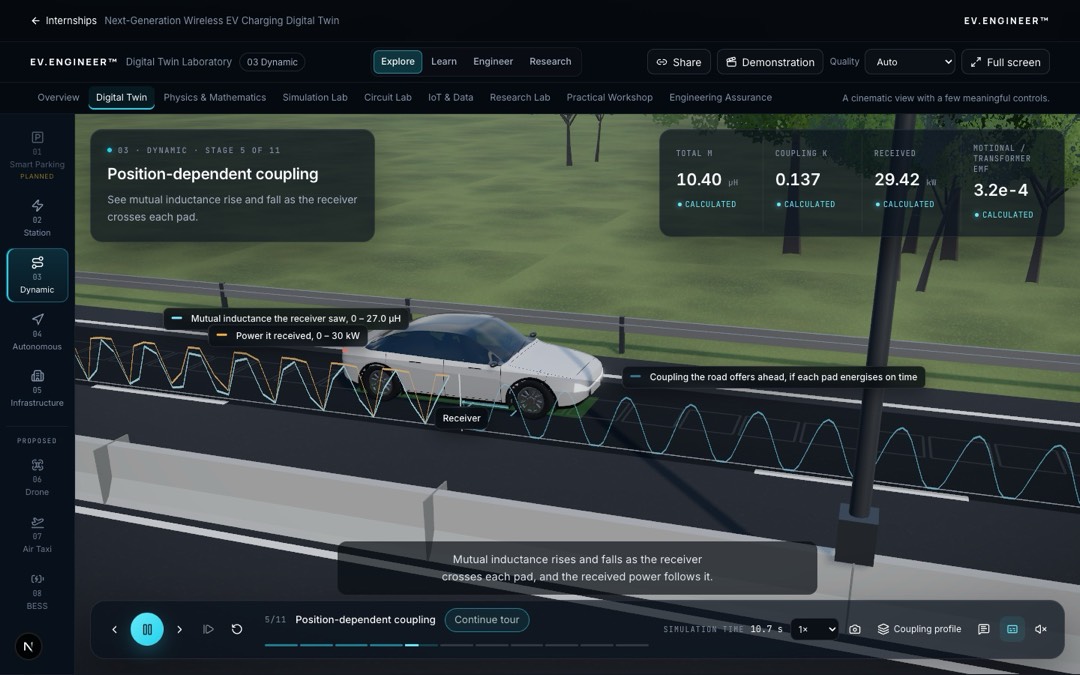 Internships Next-Generation Wireless EV Charging Digital Twin
EV.ENGINEER™
EV.ENGINEER™ Digital Twin Laboratory 03 Dynamic
Explore Learn Engineer Research
Share Demonstration Quality Auto Full screen
Overview Digital Twin Physics & Mathematics Simulation Lab Circuit Lab IoT & Data Research Lab Practical Workshop Engineering Assurance
A cinematic view with a few meaningful controls.
01
Smart Parking
PLANNED
02
Station
03
Dynamic
04
Autonomous
05
Infrastructure
PROPOSED
06
Drone
07
Air Taxi
08
BESS
N
03 · DYNAMIC · STAGE 5 OF 11
Position-dependent coupling
See mutual inductance rise and fall as the receiver
crosses each pad.
TOTAL M
10.40 μH
CALCULATED
COUPLING K
0.137
CALCULATED
RECEIVED
29.42 kW
CALCULATED
MOTIONAL /
TRANSFORMER
EMF
3.2e-4
CALCULATED
Mutual inductance the receiver saw, 0 – 27.0 μH
Power it received, 0 – 30 kW
Coupling the road offers ahead, if each pad energises on time
Receiver
Mutual inductance rises and falls as the receiver
crosses each pad, and the received power follows it.
5/11 Position-dependent coupling Continue tour
SIMULATION TIME 10.7 s 1× Coupling profile